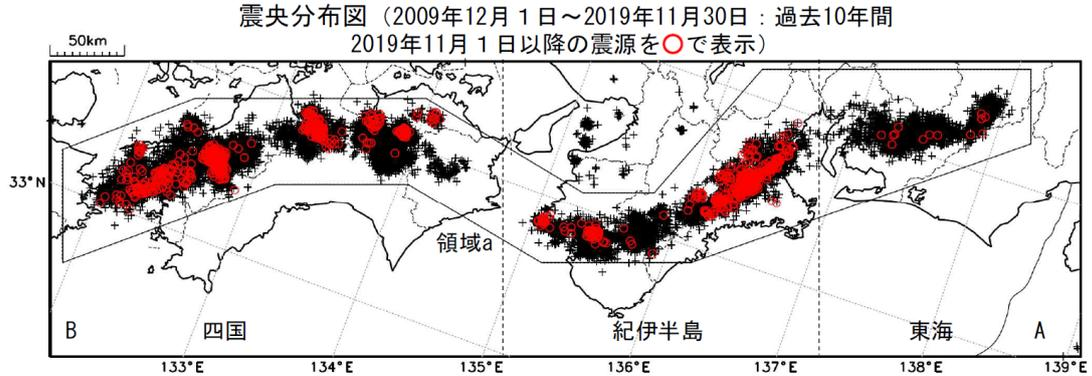 震央分布図（2009年12月１日～2019年11月30日：過去10年間
2019年11月１日以降の震源を○で表示）
50km
33°N
領域a
B
四国
紀伊半島
東海
A
133°E
134°E
135°E
136°E
137°E
138°E
139°E